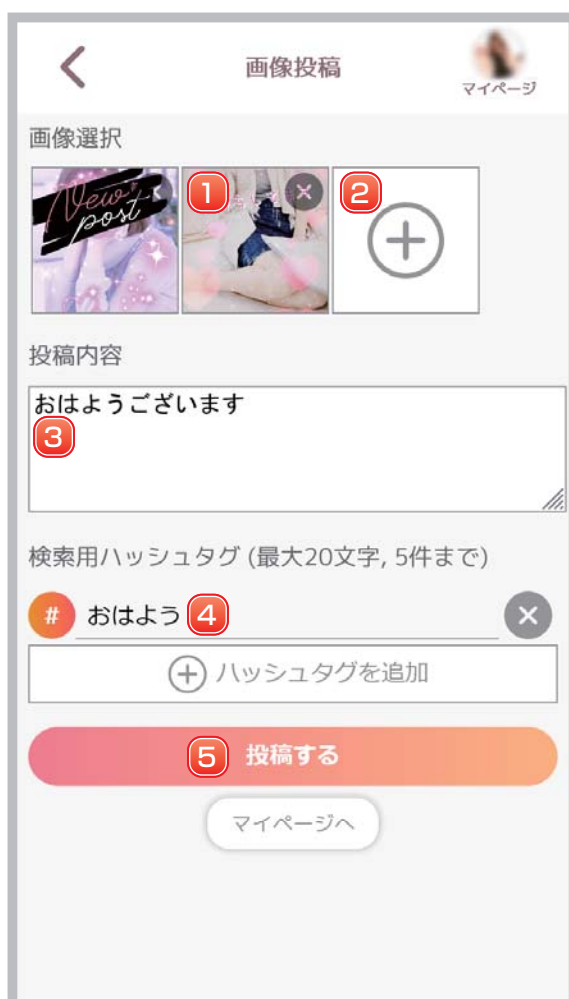 画像投稿
マイページ
画像選択
New
post
1
2
投稿内容
おはようございます
3
検索用ハッシュタグ (最大20文字, 5件まで)
# おはよう 4
ハッシュタグを追加
5 投稿する
マイページへ